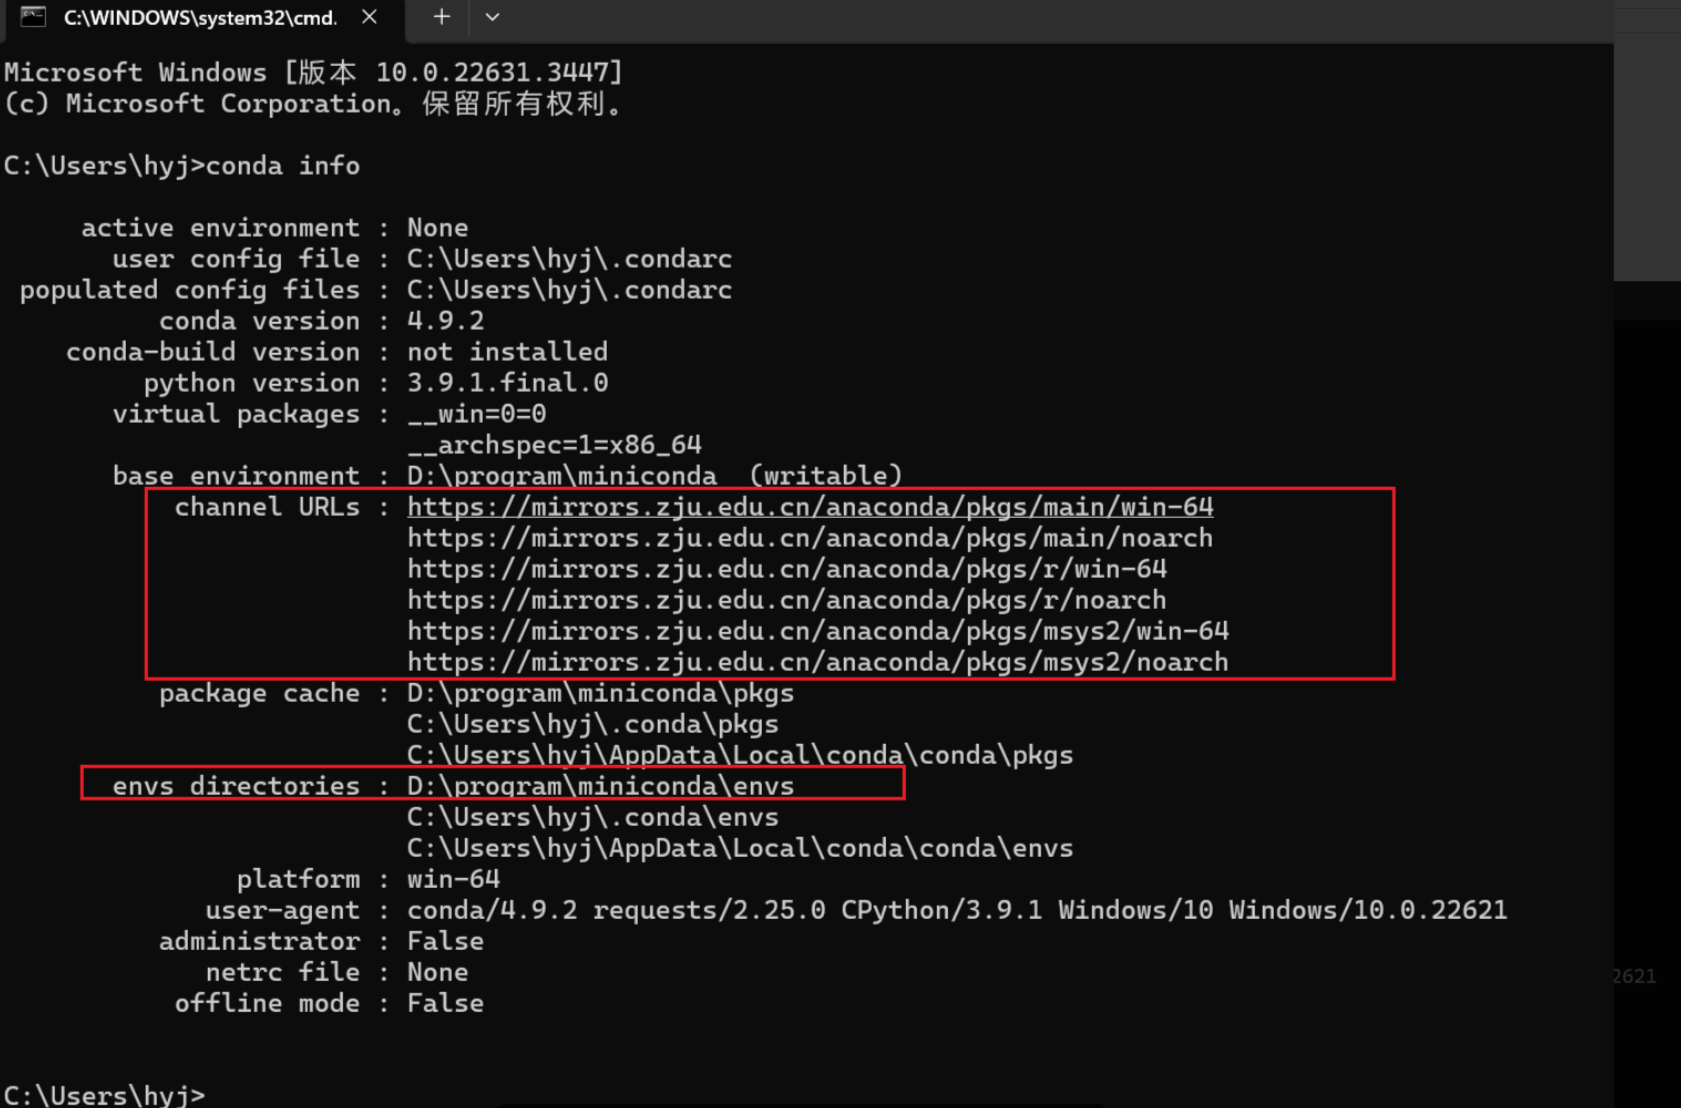 C:\WINDOWS\system32\cmd.
Microsoft Windows [版本 10.0.22631.3447]
(c) Microsoft Corporation。保留所有权利。
C:\Users\hyj>conda info
active environment : None
user config file : C:\Users\hyj\.condarc
populated config files : C:\Users\hyj\.condarc
conda version : 4.9.2
conda-build version : not installed
python version : 3.9.1.final.0
virtual packages : __win=0=0
__archspec=1=x86_64
base environment : D:\program\miniconda  (writable)
channel URLs : https://mirrors.zju.edu.cn/anaconda/pkgs/main/win-64
https://mirrors.zju.edu.cn/anaconda/pkgs/main/noarch
https://mirrors.zju.edu.cn/anaconda/pkgs/r/win-64
https://mirrors.zju.edu.cn/anaconda/pkgs/r/noarch
https://mirrors.zju.edu.cn/anaconda/pkgs/msys2/win-64
https://mirrors.zju.edu.cn/anaconda/pkgs/msys2/noarch
package cache : D:\program\miniconda\pkgs
C:\Users\hyj\.conda\pkgs
C:\Users\hyj\AppData\Local\conda\conda\pkgs
envs directories : D:\program\miniconda\envs
C:\Users\hyj\.conda\envs
C:\Users\hyj\AppData\Local\conda\conda\envs
platform : win-64
user-agent : conda/4.9.2 requests/2.25.0 CPython/3.9.1 Windows/10 Windows/10.0.22621
administrator : False
netrc file : None
2621
offline mode : False
C:\Users\hyj>